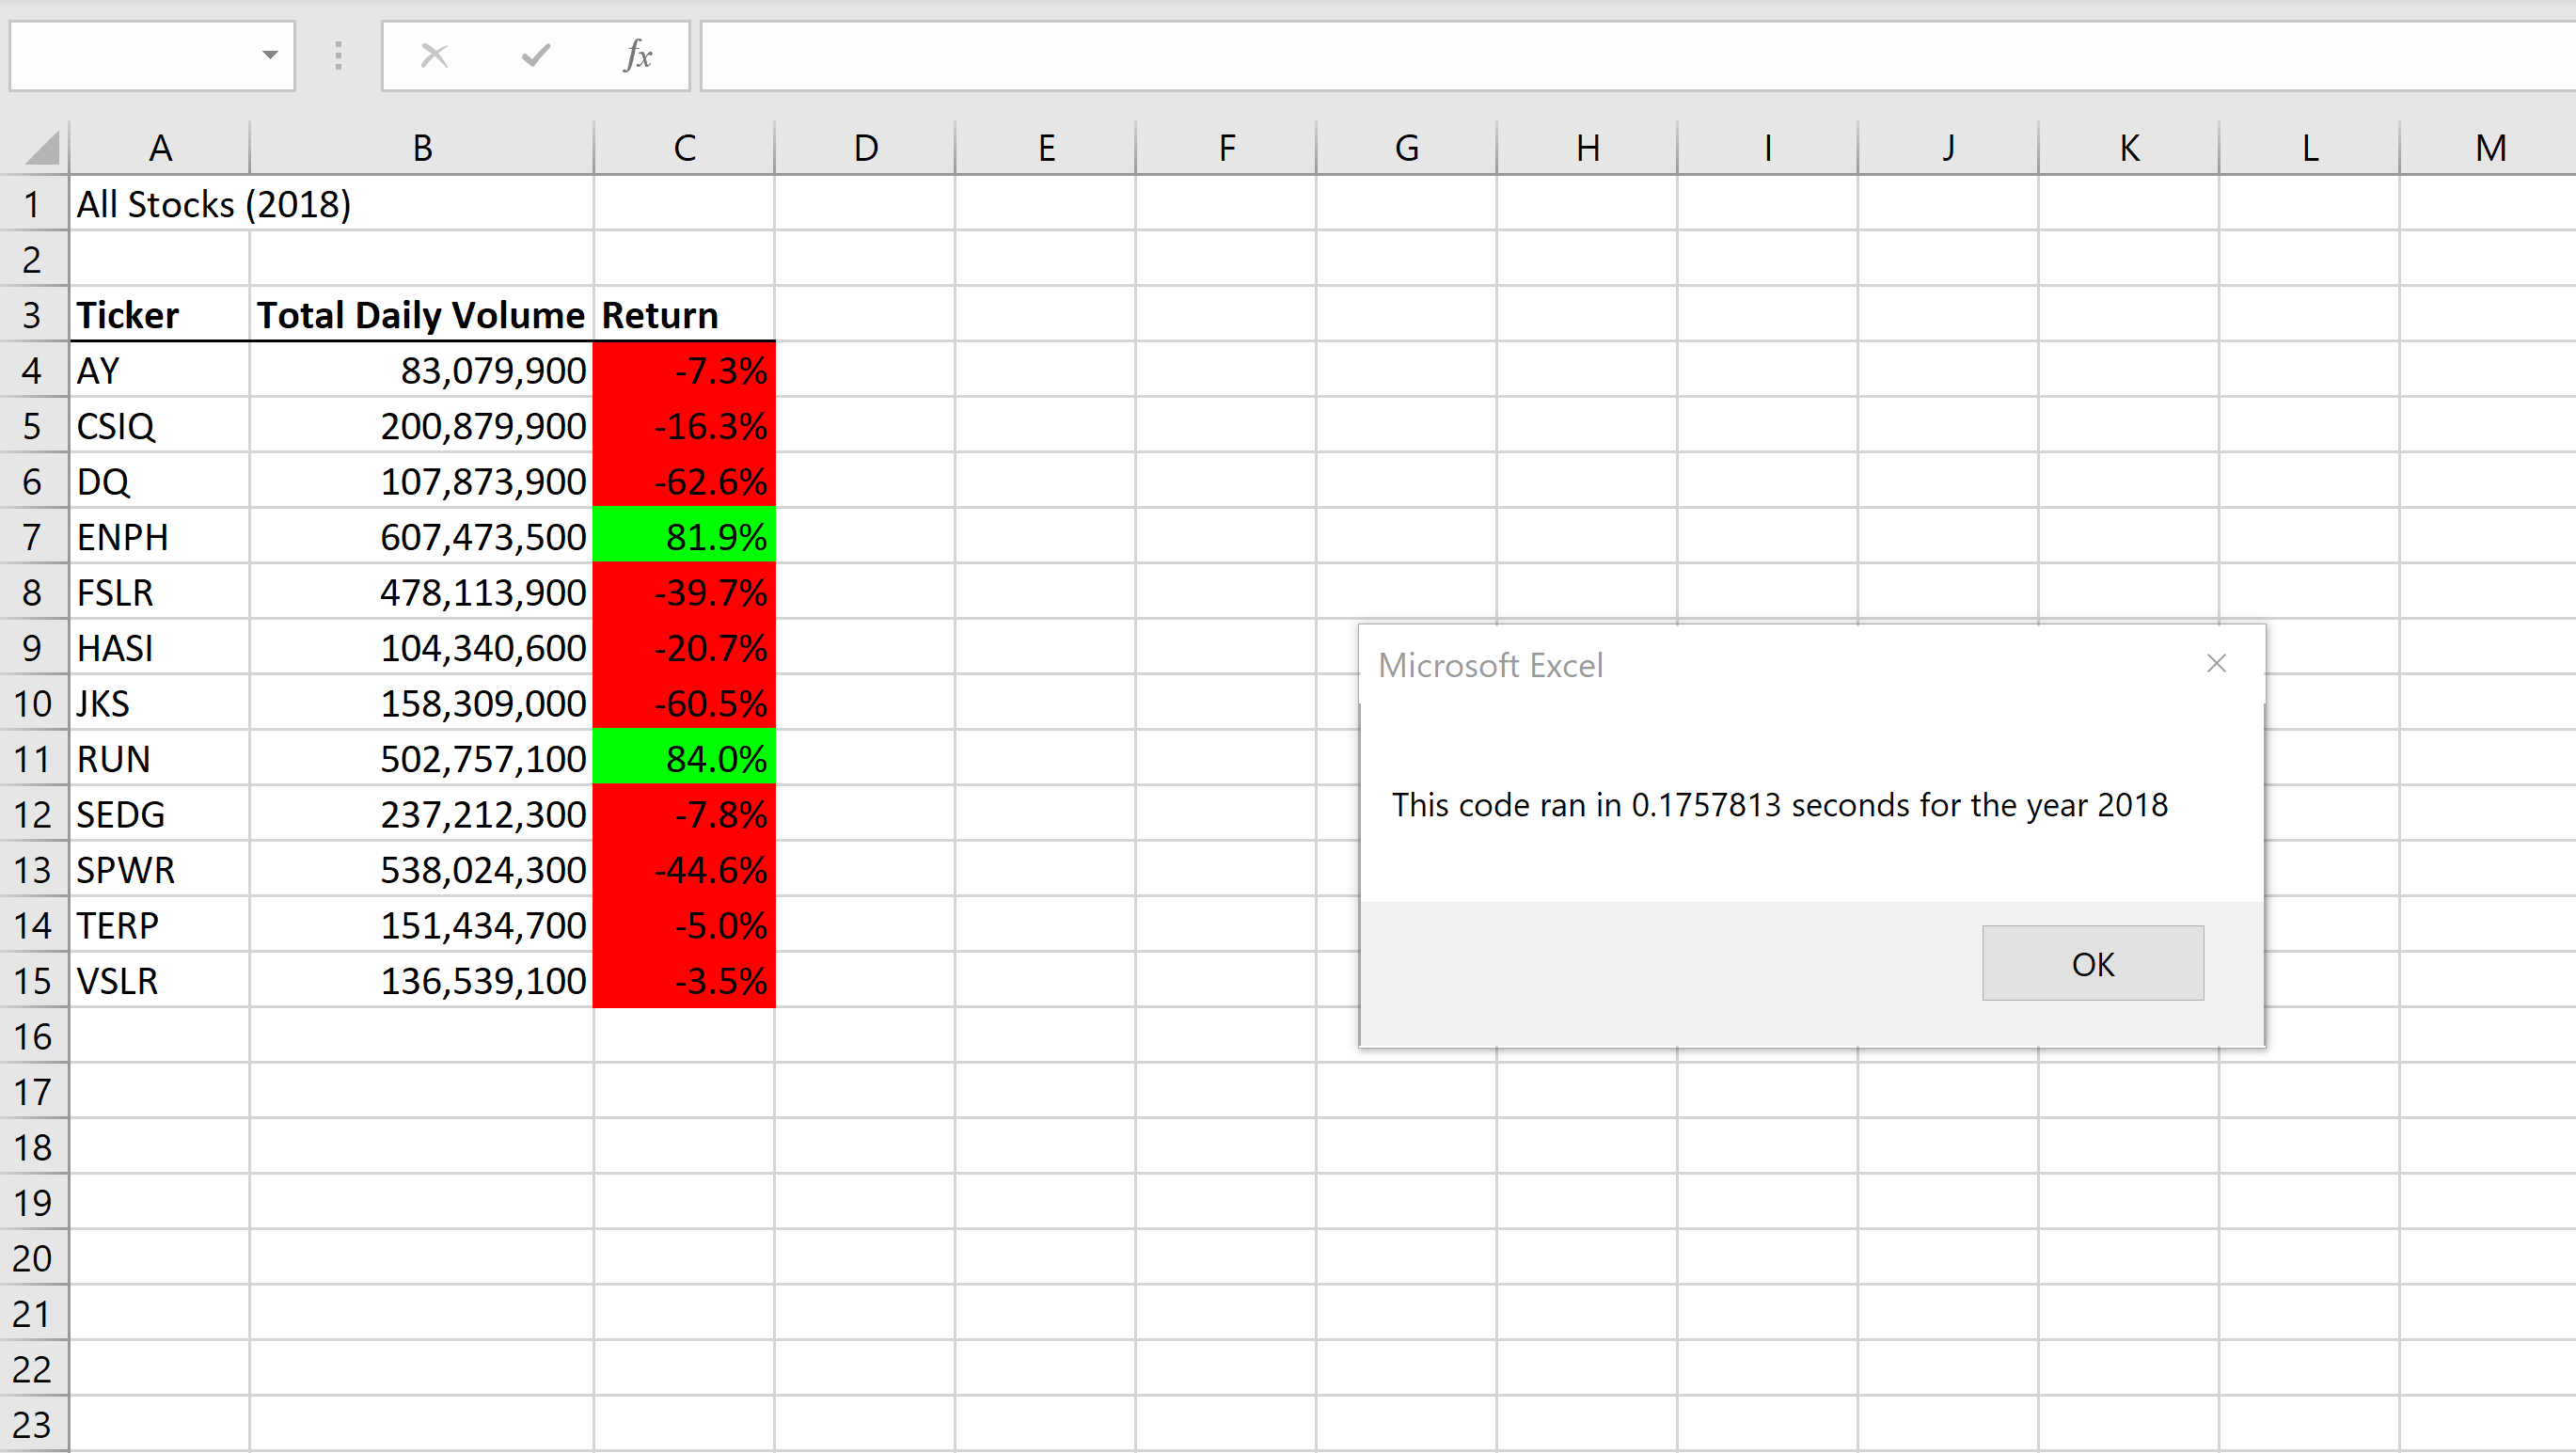 fx
A B C D E F G H I J K L M
1 All Stocks (2018)
2
3 Ticker Total Daily Volume Return
4 AY 83,079,900 -7.3%
5 CSIQ 200,879,900 -16.3%
6 DQ 107,873,900 -62.6%
7 ENPH 607,473,500 81.9%
8 FSLR 478,113,900 -39.7%
9 HASI 104,340,600 -20.7%
10 JKS 158,309,000 -60.5%
11 RUN 502,757,100 84.0%
12 SEDG 237,212,300 -7.8%
13 SPWR 538,024,300 -44.6%
14 TERP 151,434,700 -5.0%
15 VSLR 136,539,100 -3.5%
16
17
18
19
20
21
22
23
Microsoft Excel
This code ran in 0.1757813 seconds for the year 2018
OK